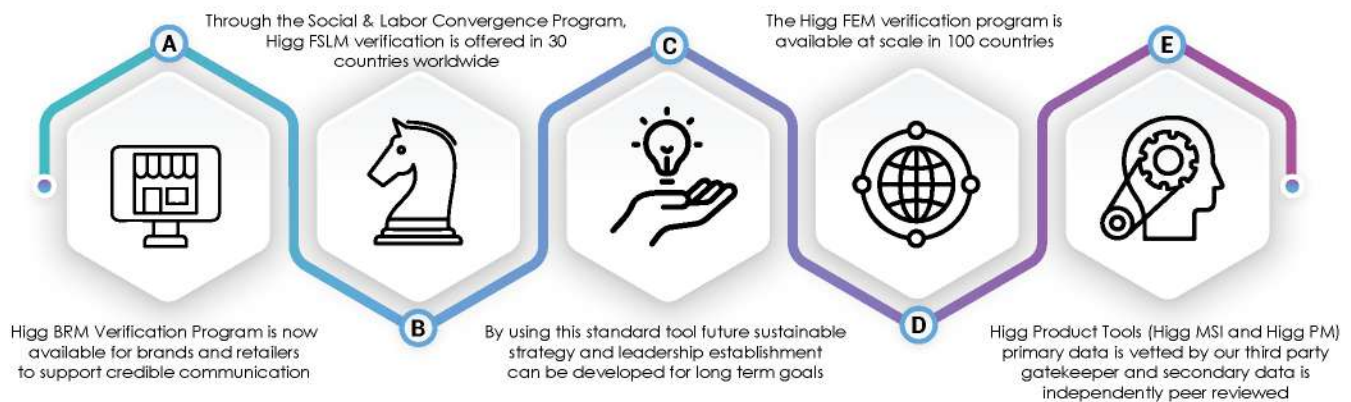 A
Higg BRM Verification Program is now
available for brands and retailers
to support credible communication
Through the Social & Labor Convergence Program,
Higg FSLM verification is offered in 30
countries worldwide
B
C
By using this standard tool future sustainable
strategy and leadership establishment
can be developed for long term goals
The Higg FEM verification program is
available at scale in 100 countries
D
E
Higg Product Tools (Higg MSI and Higg PM)
primary data is vetted by our third party
gatekeeper and secondary data is
independently peer reviewed